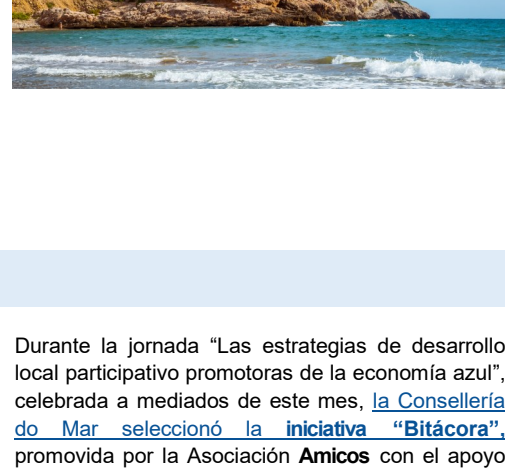 Durante la jornada “Las estrategias de desarrollo
local participativo promotoras de la economía azul”,
celebrada a mediados de este mes, la Consellería
do Mar seleccionó la iniciativa “Bitácora”,
promovida por la Asociación Amicos con el apoyo